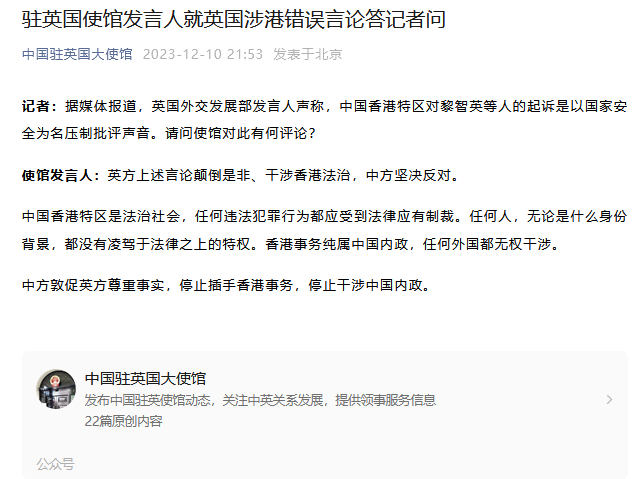 驻英国使馆发言人就英国涉港错误言论答记者问
中国驻英国大使馆 2023-12-10 21:53 发表于北京
记者：据媒体报道，英国外交发展部发言人声称，中国香港特区对黎智英等人的起诉是以国家安
全为名压制批评声音。请问使馆对此有何评论？
使馆发言人：英方上述言论颠倒是非、干涉香港法治，中方坚决反对。
中国香港特区是法治社会，任何违法犯罪行为都应受到法律应有制裁。任何人，无论是什么身份
背景，都没有凌驾于法律之上的特权。香港事务纯属中国内政，任何外国都无权干涉。
中方敦促英方尊重事实，停止插手香港事务，停止干涉中国内政。
中国驻英国大使馆
发布中国驻英使馆动态，关注中英关系发展，提供领事服务信息
22篇原创内容
公众号